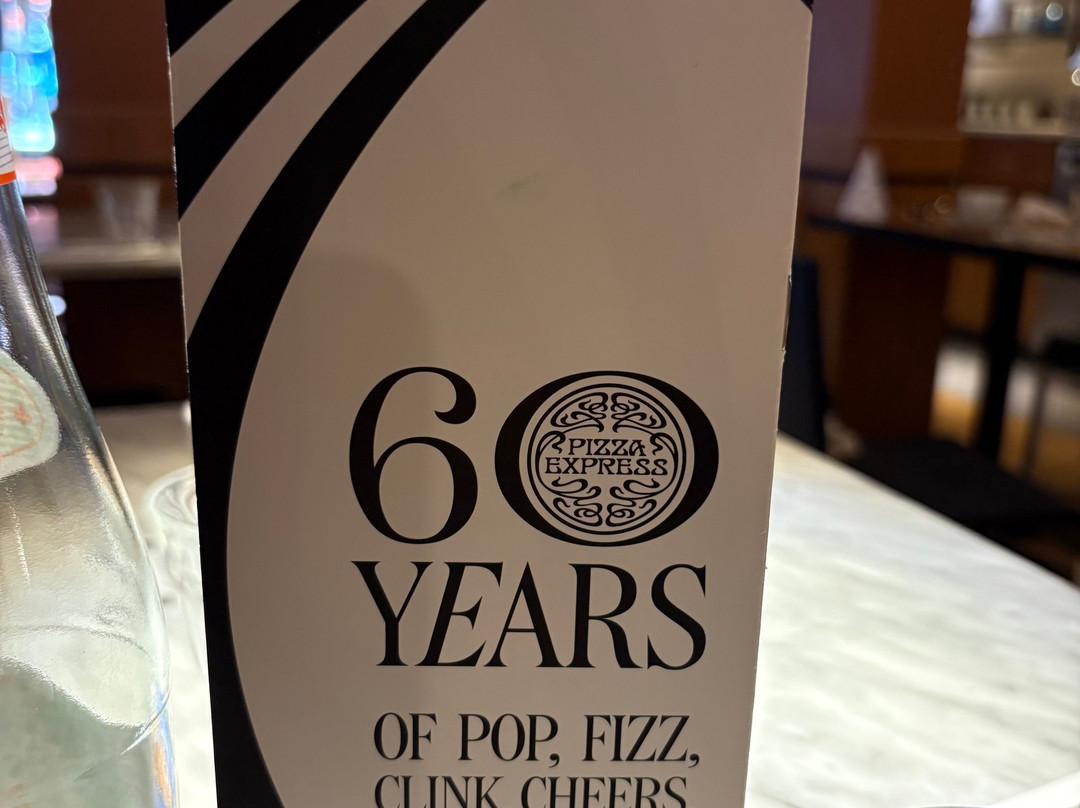 60
PIZZA
EXPRESS
YEARS
OF POP, FIZZ,
CLINK CHEERS